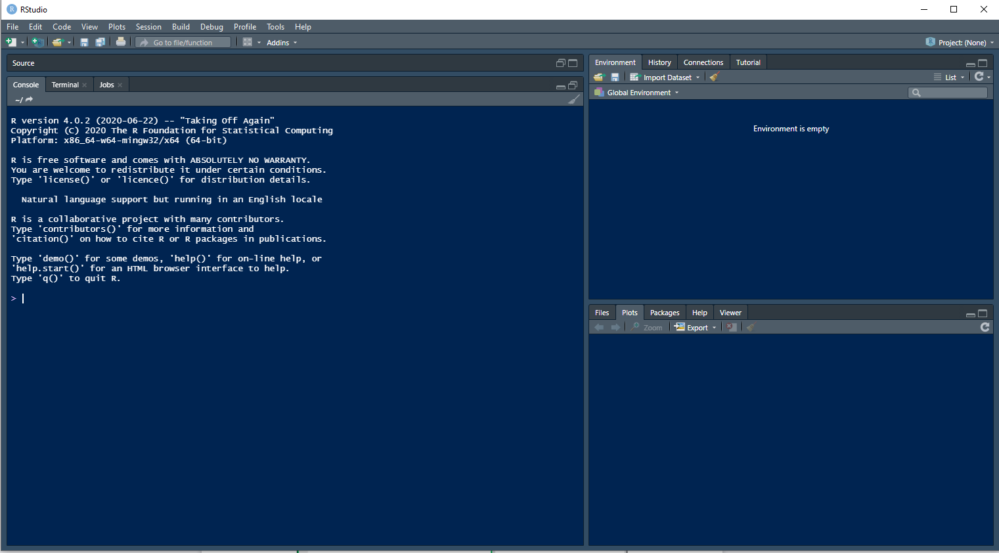 RStudio
File Edit Code View Plots Session Build Debug Profile Tools Help
Go to file/function Addins Project: (None)
Source
Console Terminal Jobs
~/
R version 4.0.2 (2020-06-22) -- "Taking Off Again"
Copyright (C) 2020 The R Foundation for Statistical Computing
Platform: x86_64-w64-mingw32/x64 (64-bit)
R is free software and comes with ABSOLUTELY NO WARRANTY.
You are welcome to redistribute it under certain conditions.
Type 'license()' or 'licence()' for distribution details.
Natural language support but running in an English locale
R is a collaborative project with many contributors.
Type 'contributors()' for more information and
'citation()' on how to cite R or R packages in publications.
Type 'demo()' for some demos, 'help()' for on-line help, or
'help.start()' for an HTML browser interface to help.
Type 'q()' to quit R.
>
Environment History Connections Tutorial
Import Dataset List
Global Environment
Environment is empty
Files Plots Packages Help Viewer
Zoom Export